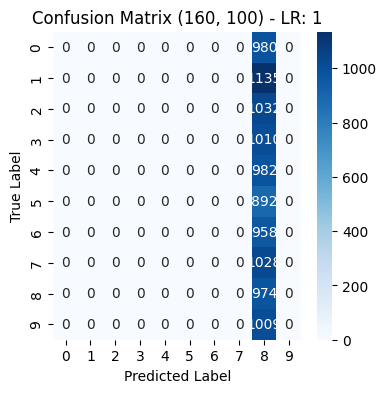 Confusion Matrix (160, 100) - LR: 1
True Label
0 0 0 0 0 0 0 0 0 980 0
1 0 0 0 0 0 0 0 0 1135 0
2 0 0 0 0 0 0 0 0 1032 0
3 0 0 0 0 0 0 0 0 1010 0
4 0 0 0 0 0 0 0 0 982 0
5 0 0 0 0 0 0 0 0 892 0
6 0 0 0 0 0 0 0 0 958 0
7 0 0 0 0 0 0 0 0 1028 0
8 0 0 0 0 0 0 0 0 974 0
9 0 0 0 0 0 0 0 0 1009 0
0 1 2 3 4 5 6 7 8 9
Predicted Label
1000
800
600
400
200
0